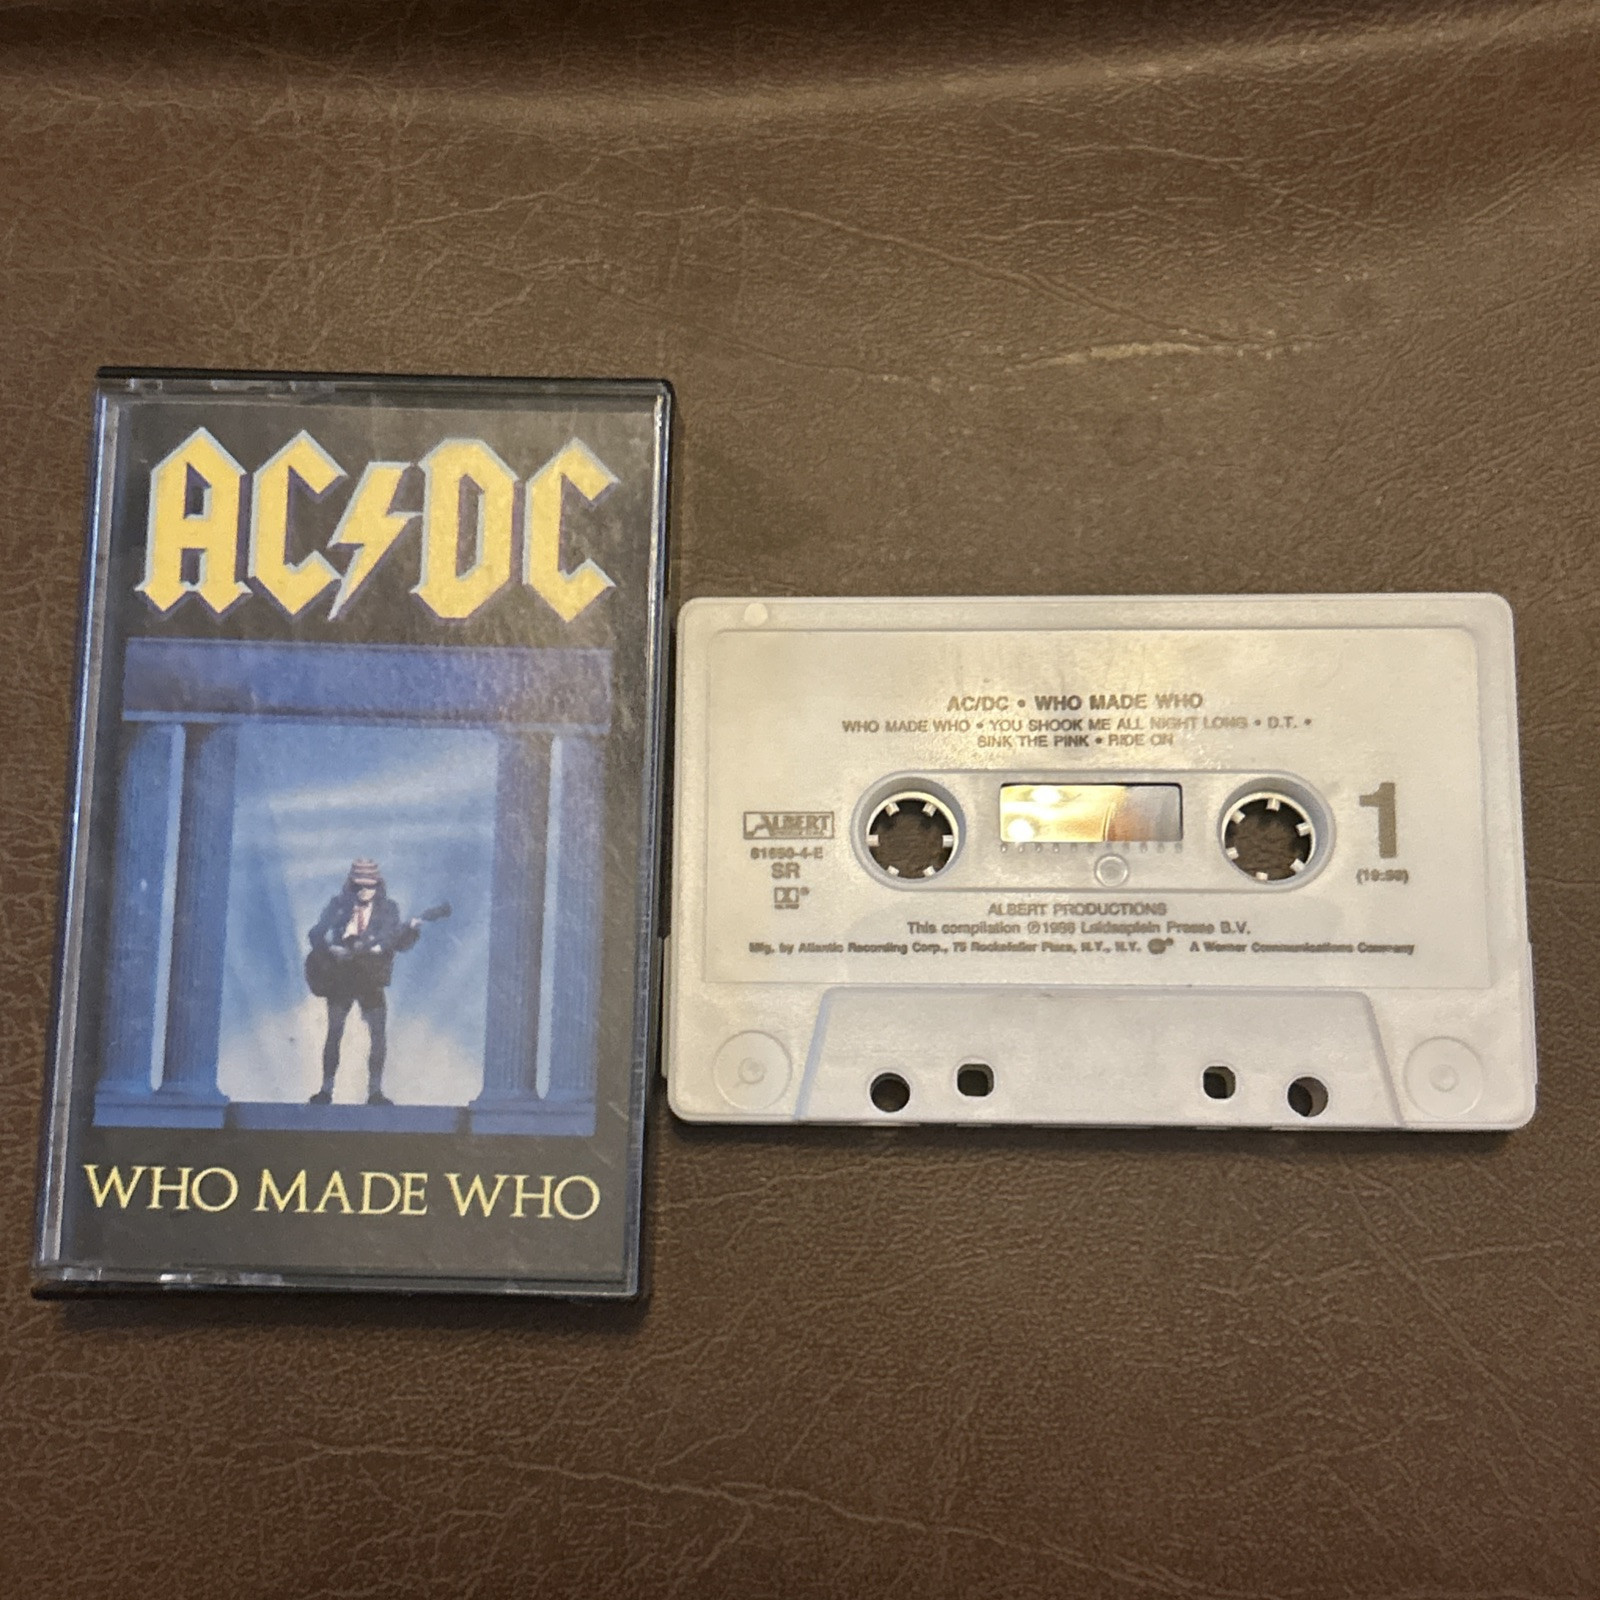 AC/DC
WHO MADE WHO
AC/DC • WHO MADE WHO
WHO MADE WHO • YOU SHOOK ME ALL NIGHT LONG • D.T. •
SINK THE PINK • RIDE ON
ALBERT
1
81650-4-E
SR
ALBERT PRODUCTIONS
This compilation ℗ 1986 Leidseplein Presse B.V.
Mfg. by Atlantic Recording Corp., 75 Rockefeller Plaza, N.Y., N.Y. A Warner Communications Company